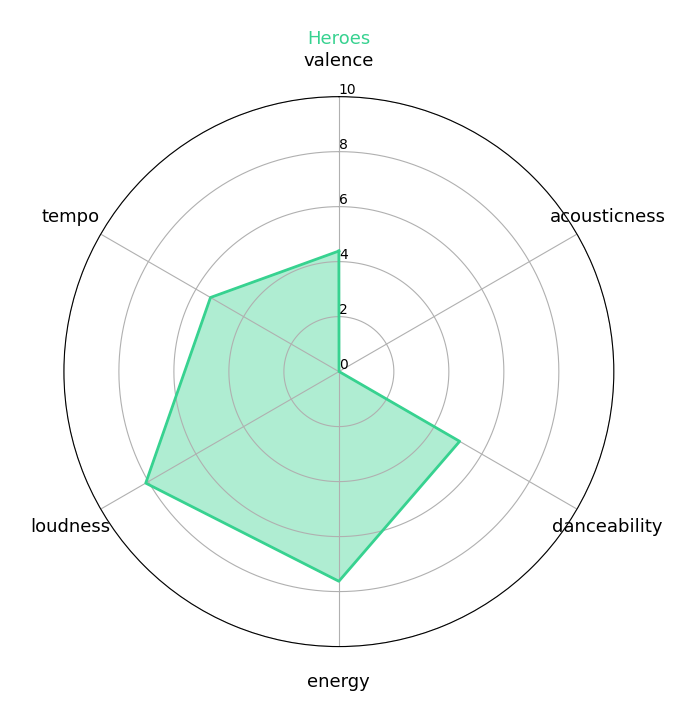 Heroes
valence
10
8
tempo
acousticness
6
4
2
0
loudness
danceability
energy